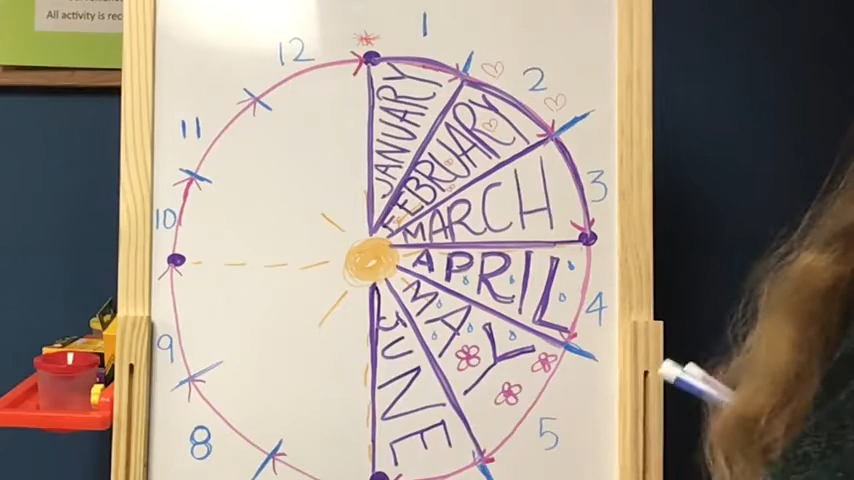 All activity is rec
12
1
2
11
3
10
4
9
5
8
JANUARY
FEBRUARY
MARCH
APRIL
MAY
JUNE